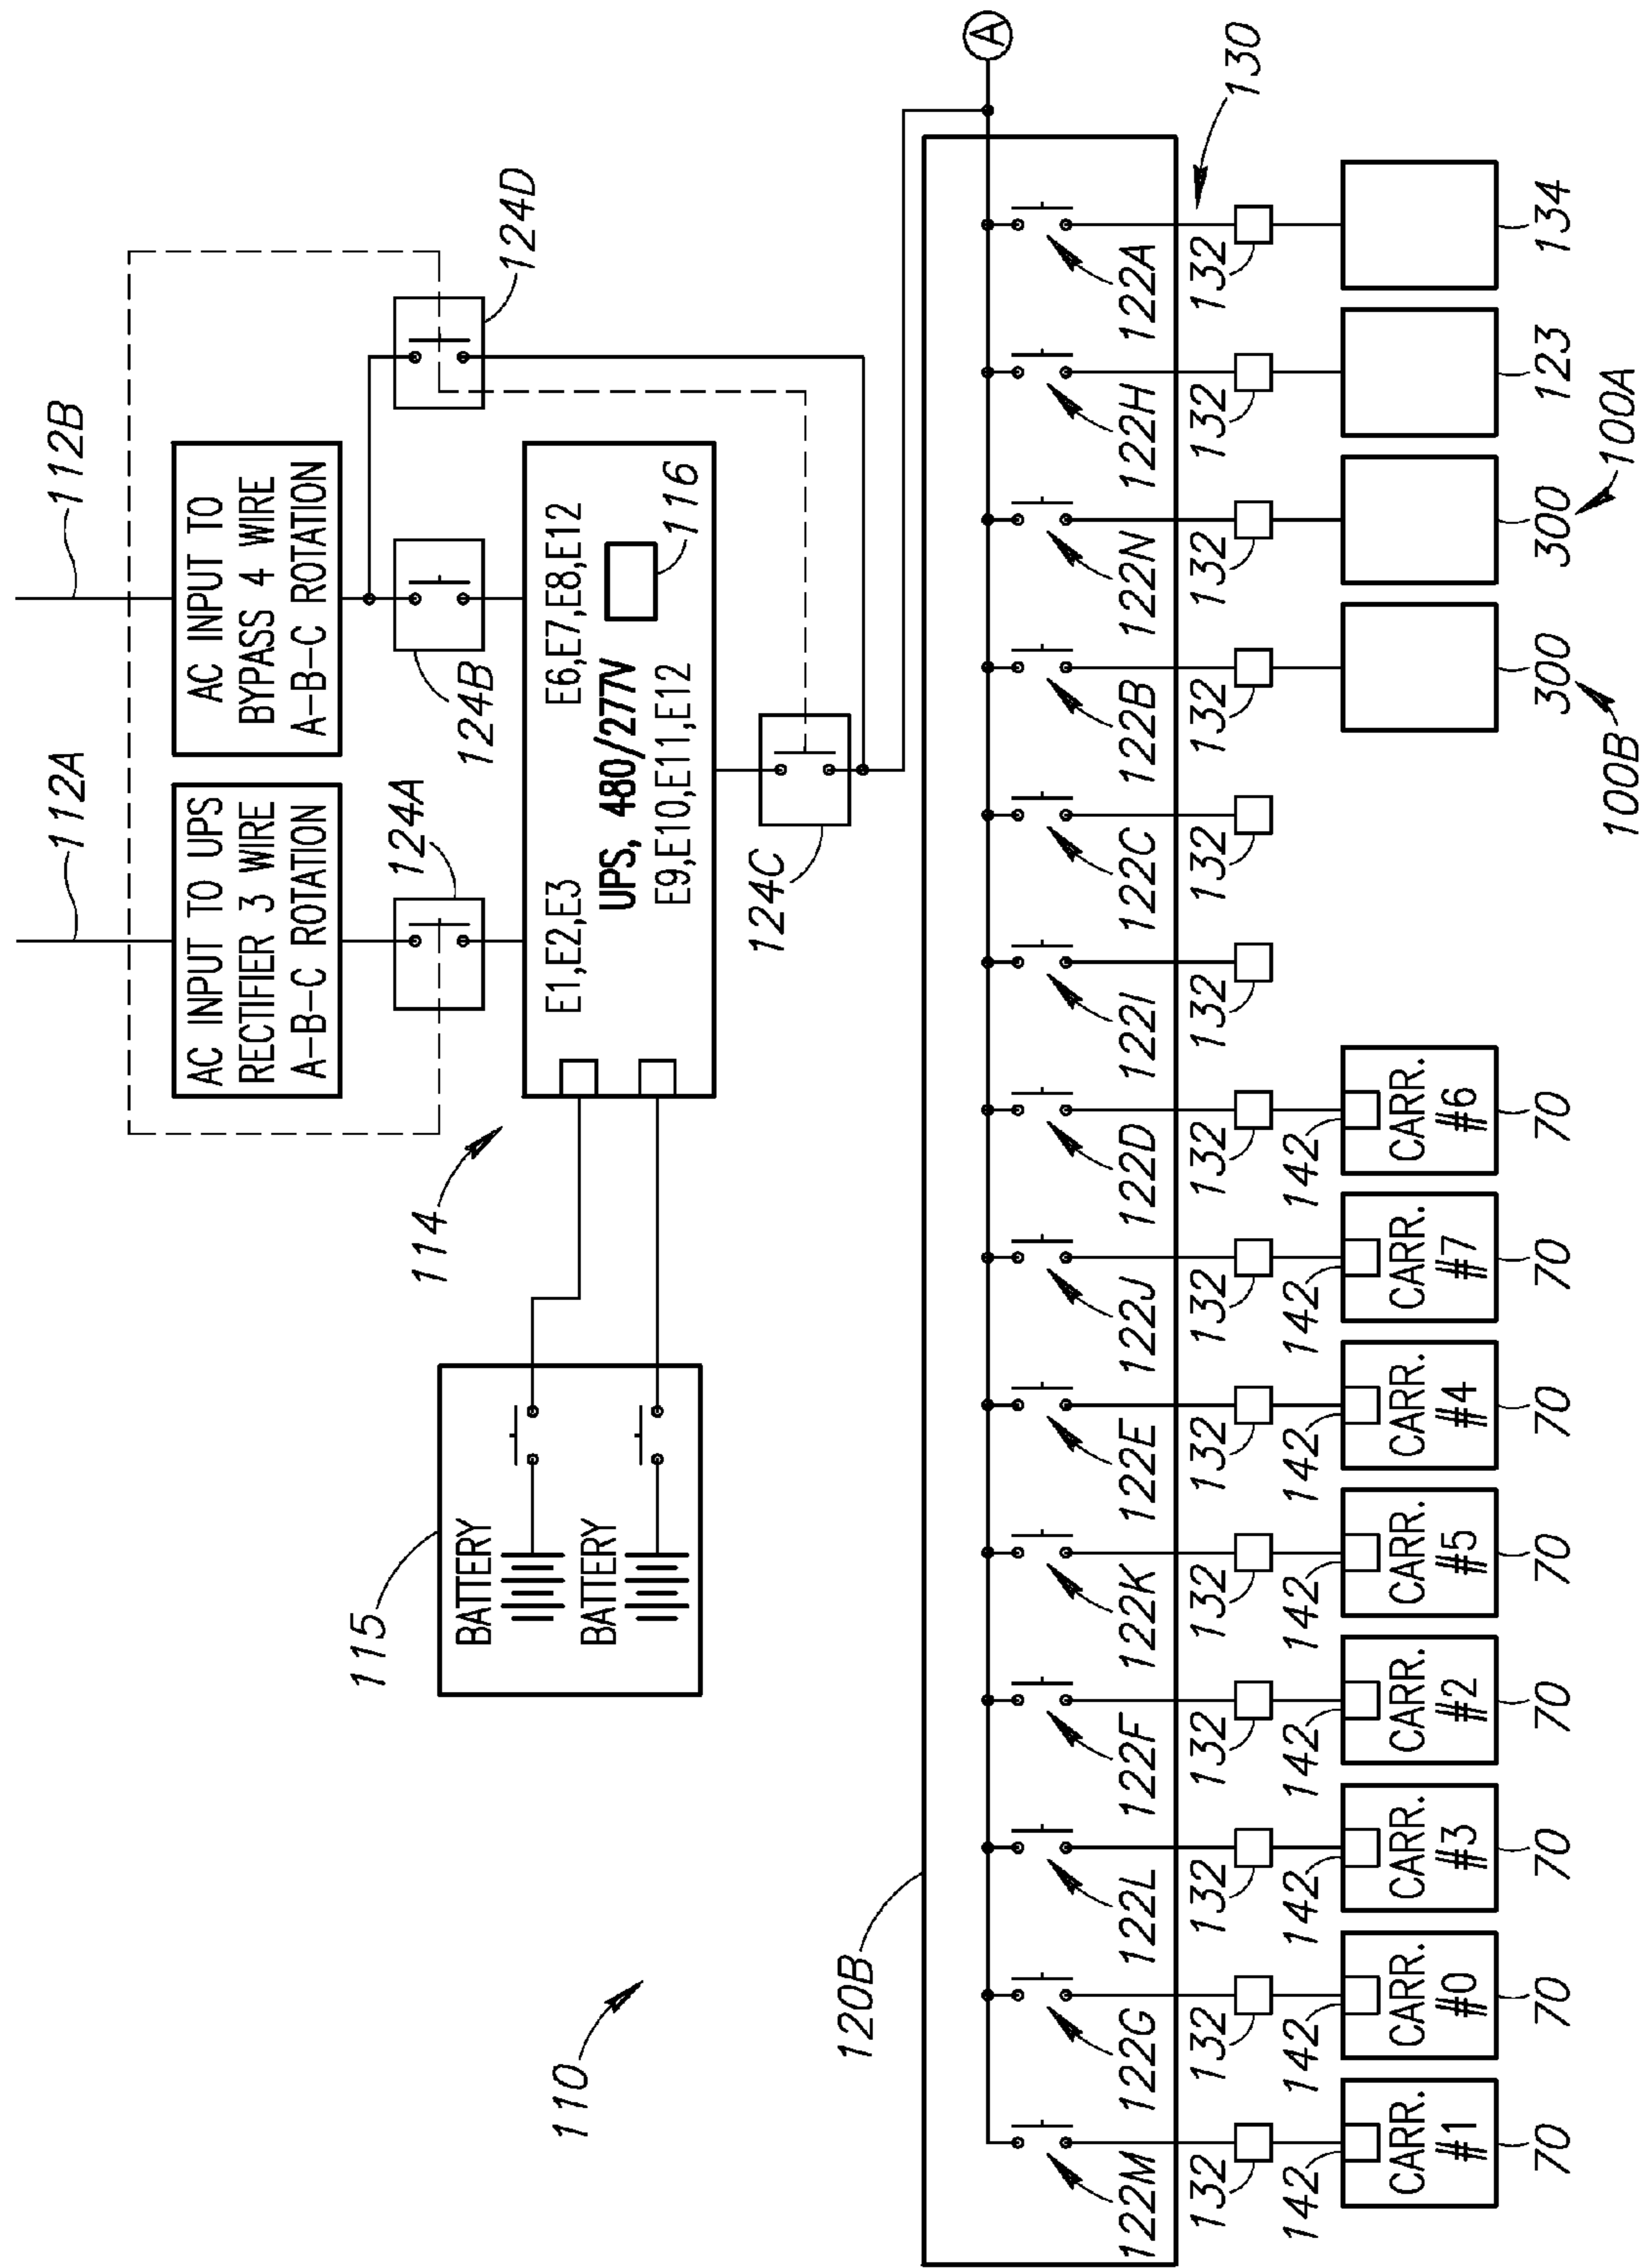 112A
112B
AC INPUT TO UPS
RECTIFIER 3 WIRE
A-B-C ROTATION
AC INPUT TO
BYPASS 4 WIRE
A-B-C ROTATION
115
114
124A
124B
124D
BATTERY
BATTERY
E1,E2,E3
E6,E7,E8,E12
UPS, 480/277V
116
E9,E10,E11,E12
124C
110
120B
A
122M 122G 122L 122F 122K 122E 122J 122D 122I 122C 122B 122N 122H 122A
130
132 132 132 132 132 132 132 132 132 132 132 132 132 132
142 142 142 142 142 142 142 142
CARR. #1
CARR. #0
CARR. #3
CARR. #2
CARR. #5
CARR. #4
CARR. #7
CARR. #6
70 70 70 70 70 70 70 70 300 300 123 134
100B 100A